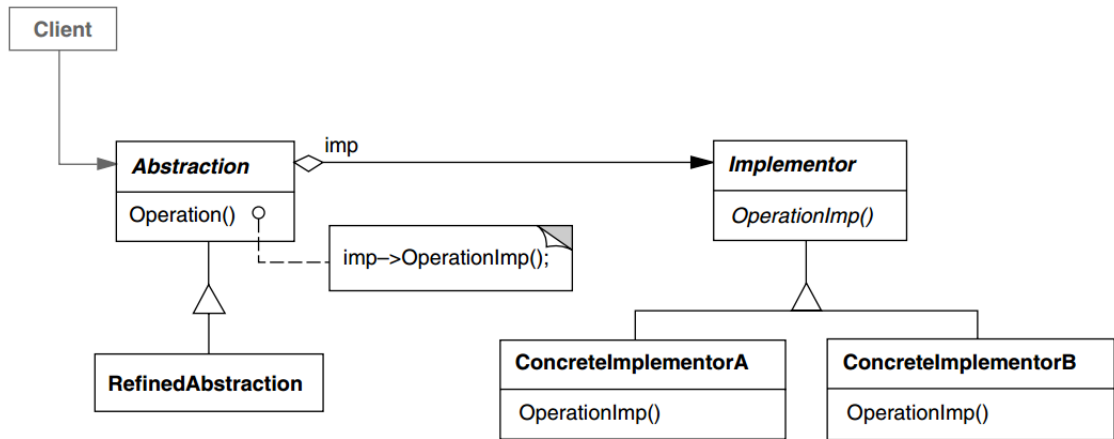 Client
imp
Abstraction
Implementor
Operation()
OperationImp()
imp–>OperationImp();
RefinedAbstraction
ConcreteImplementorA
ConcreteImplementorB
OperationImp()
OperationImp()